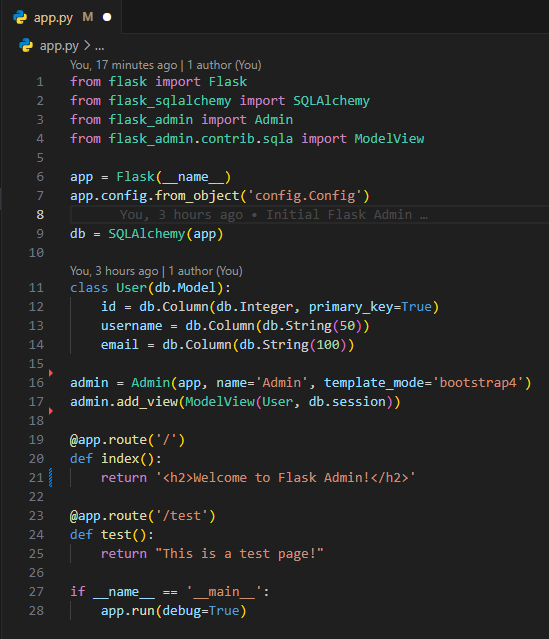 app.py M
app.py > ...
You, 17 minutes ago | 1 author (You)
1 from flask import Flask
2 from flask_sqlalchemy import SQLAlchemy
3 from flask_admin import Admin
4 from flask_admin.contrib.sqla import ModelView
5
6 app = Flask(__name__)
7 app.config.from_object('config.Config')
8 You, 3 hours ago • Initial Flask Admin …
9 db = SQLAlchemy(app)
10
You, 3 hours ago | 1 author (You)
11 class User(db.Model):
12     id = db.Column(db.Integer, primary_key=True)
13     username = db.Column(db.String(50))
14     email = db.Column(db.String(100))
15
16 admin = Admin(app, name='Admin', template_mode='bootstrap4')
17 admin.add_view(ModelView(User, db.session))
18
19 @app.route('/')
20 def index():
21     return '<h2>Welcome to Flask Admin!</h2>'
22
23 @app.route('/test')
24 def test():
25     return "This is a test page!"
26
27 if __name__ == '__main__':
28     app.run(debug=True)